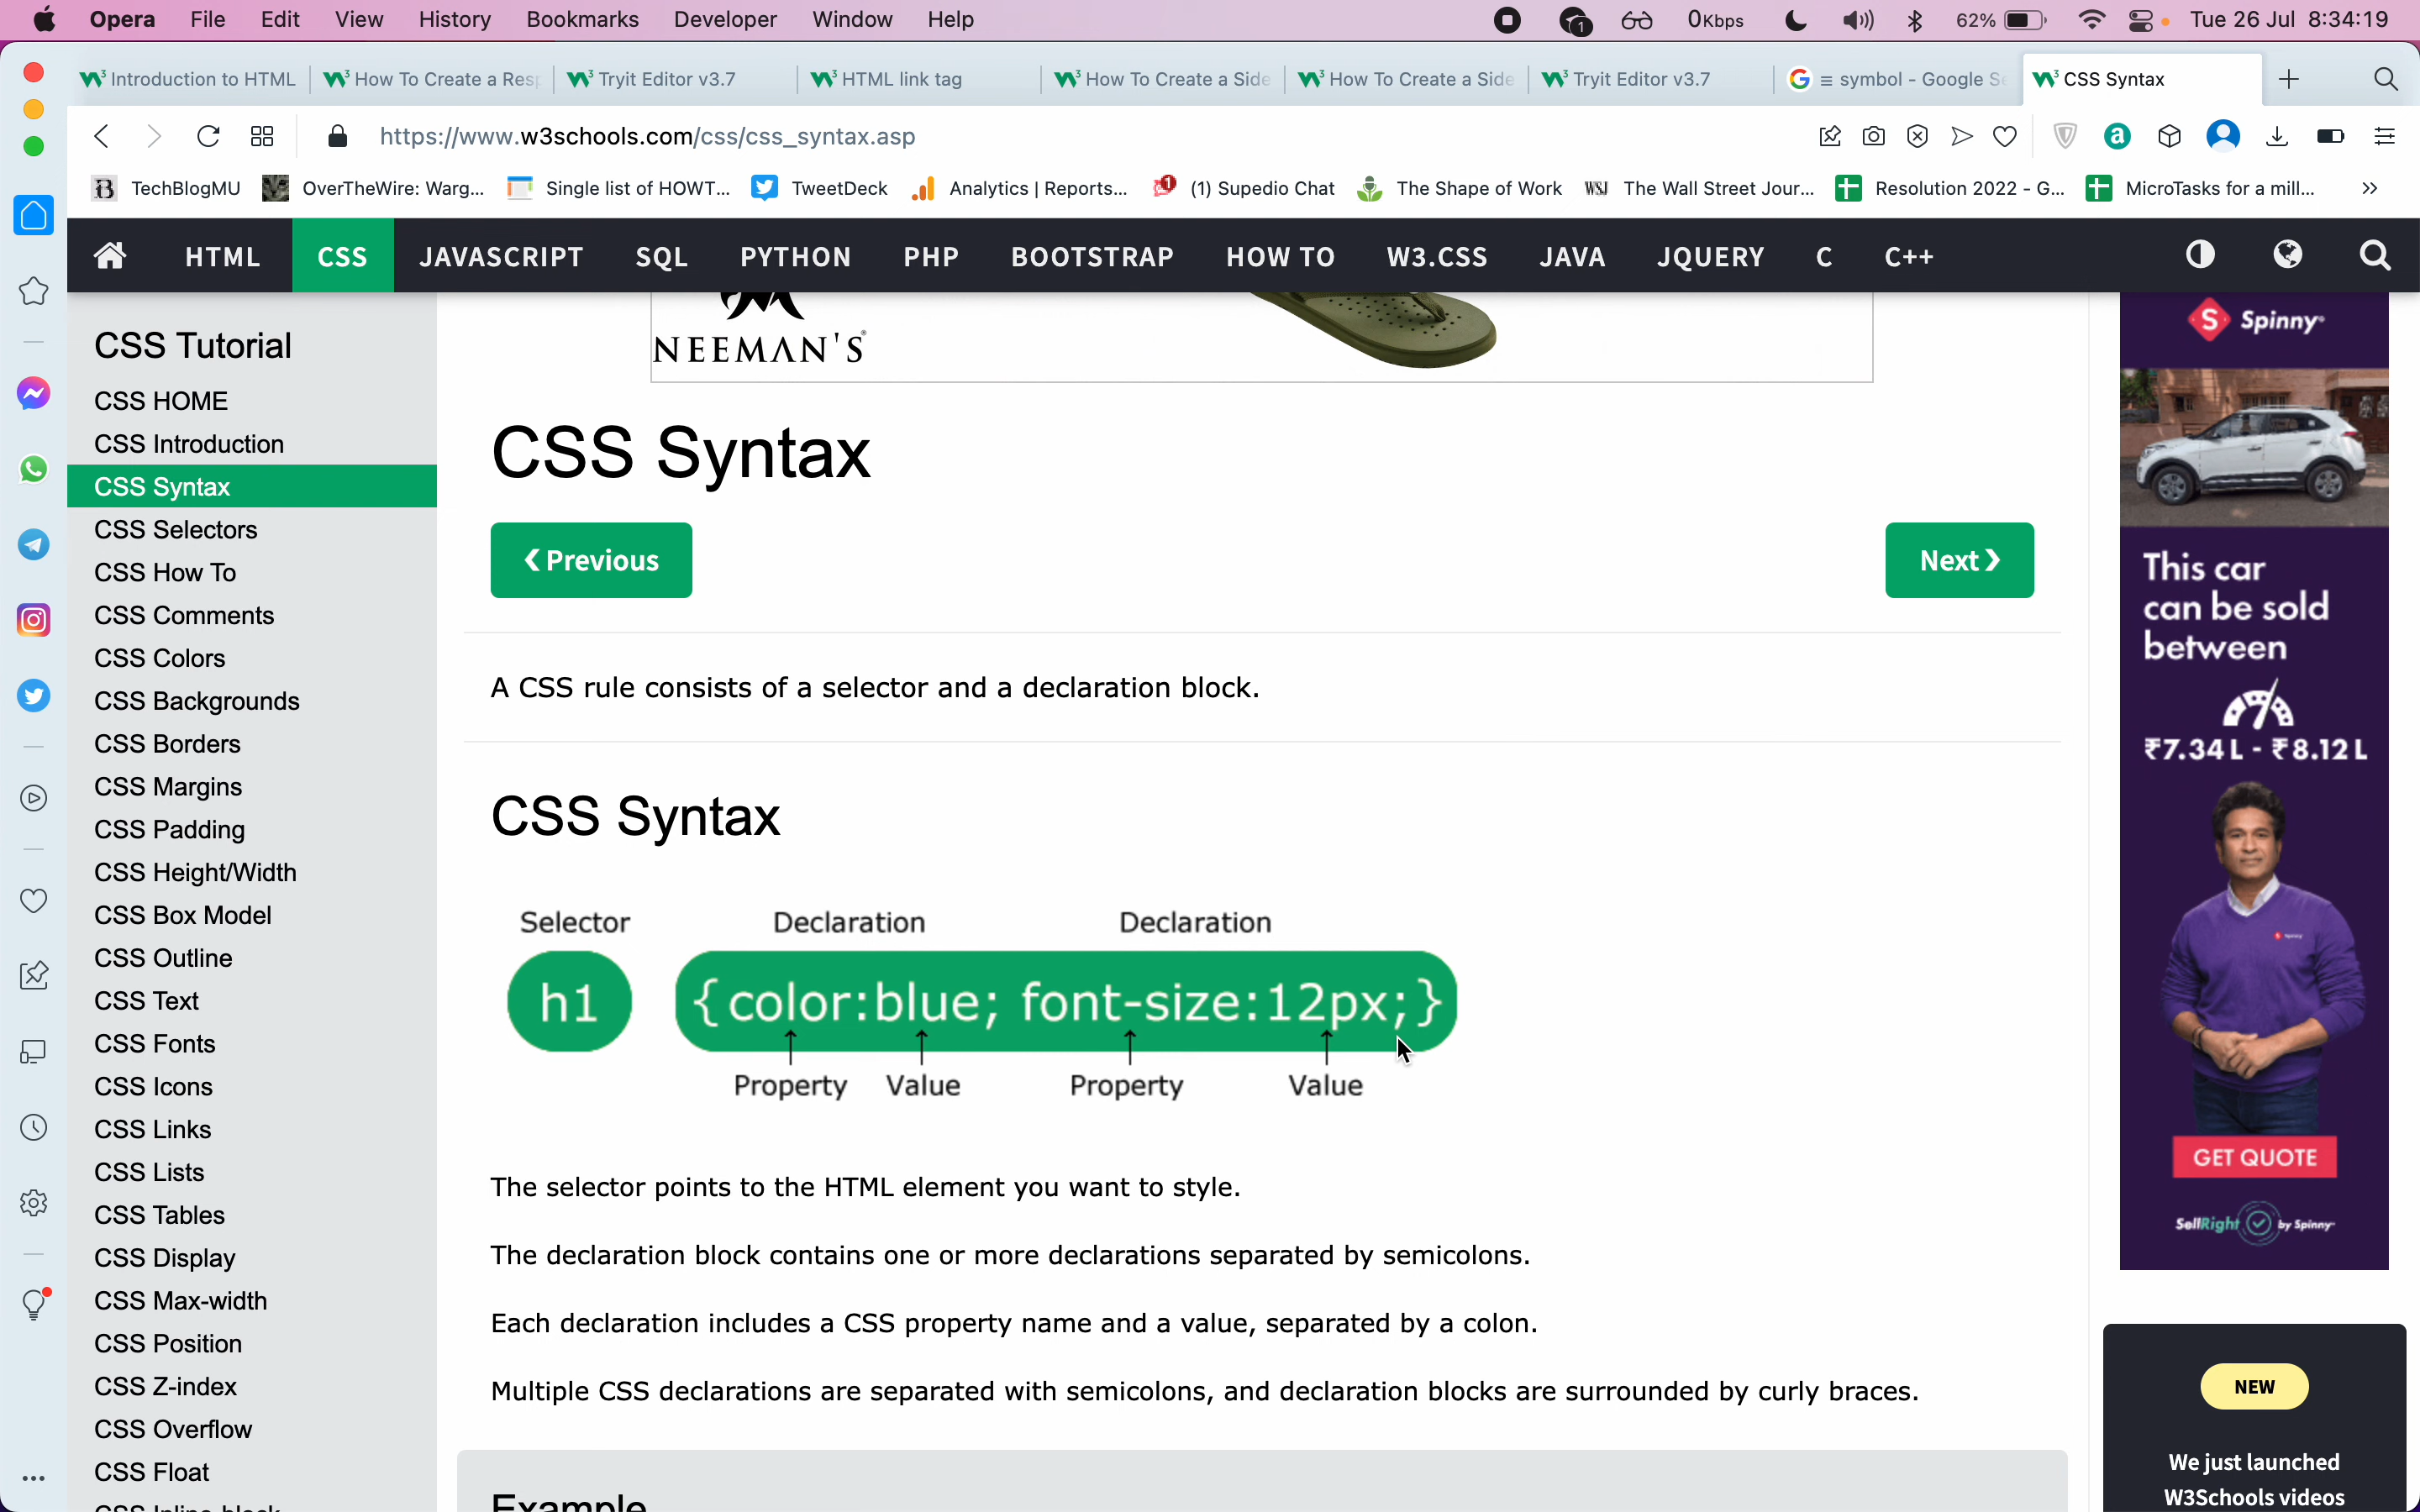 Opera File Edit View History Bookmarks Developer Window Help 1 0Kbps 62% Tue 26 Jul 8:34:19
Introduction to HTML How To Create a Resp Tryit Editor v3.7 HTML link tag How To Create a Side How To Create a Side Tryit Editor v3.7 ≡ symbol - Google Se CSS Syntax
https://www.w3schools.com/css/css_syntax.asp
TechBlogMU OverTheWire: Warg... Single list of HOWT... TweetDeck Analytics | Reports... (1) Supedio Chat The Shape of Work WSJ The Wall Street Jour... Resolution 2022 - G... MicroTasks for a mill... »
HTML CSS JAVASCRIPT SQL PYTHON PHP BOOTSTRAP HOW TO W3.CSS JAVA JQUERY C C++
CSS Tutorial
CSS HOME
CSS Introduction
CSS Syntax
CSS Selectors
CSS How To
CSS Comments
CSS Colors
CSS Backgrounds
CSS Borders
CSS Margins
CSS Padding
CSS Height/Width
CSS Box Model
CSS Outline
CSS Text
CSS Fonts
CSS Icons
CSS Links
CSS Lists
CSS Tables
CSS Display
CSS Max-width
CSS Position
CSS Z-index
CSS Overflow
CSS Float
CSS Inline-block
NEEMAN'S
CSS Syntax
❮ Previous
Next ❯
A CSS rule consists of a selector and a declaration block.
CSS Syntax
Selector Declaration Declaration
h1 {color:blue; font-size:12px;}
Property Value Property Value
The selector points to the HTML element you want to style.
The declaration block contains one or more declarations separated by semicolons.
Each declaration includes a CSS property name and a value, separated by a colon.
Multiple CSS declarations are separated with semicolons, and declaration blocks are surrounded by curly braces.
Example
S Spinny
This car
can be sold
between
₹7.34 L - ₹8.12 L
GET QUOTE
SellRight by Spinny
NEW
We just launched
W3Schools videos